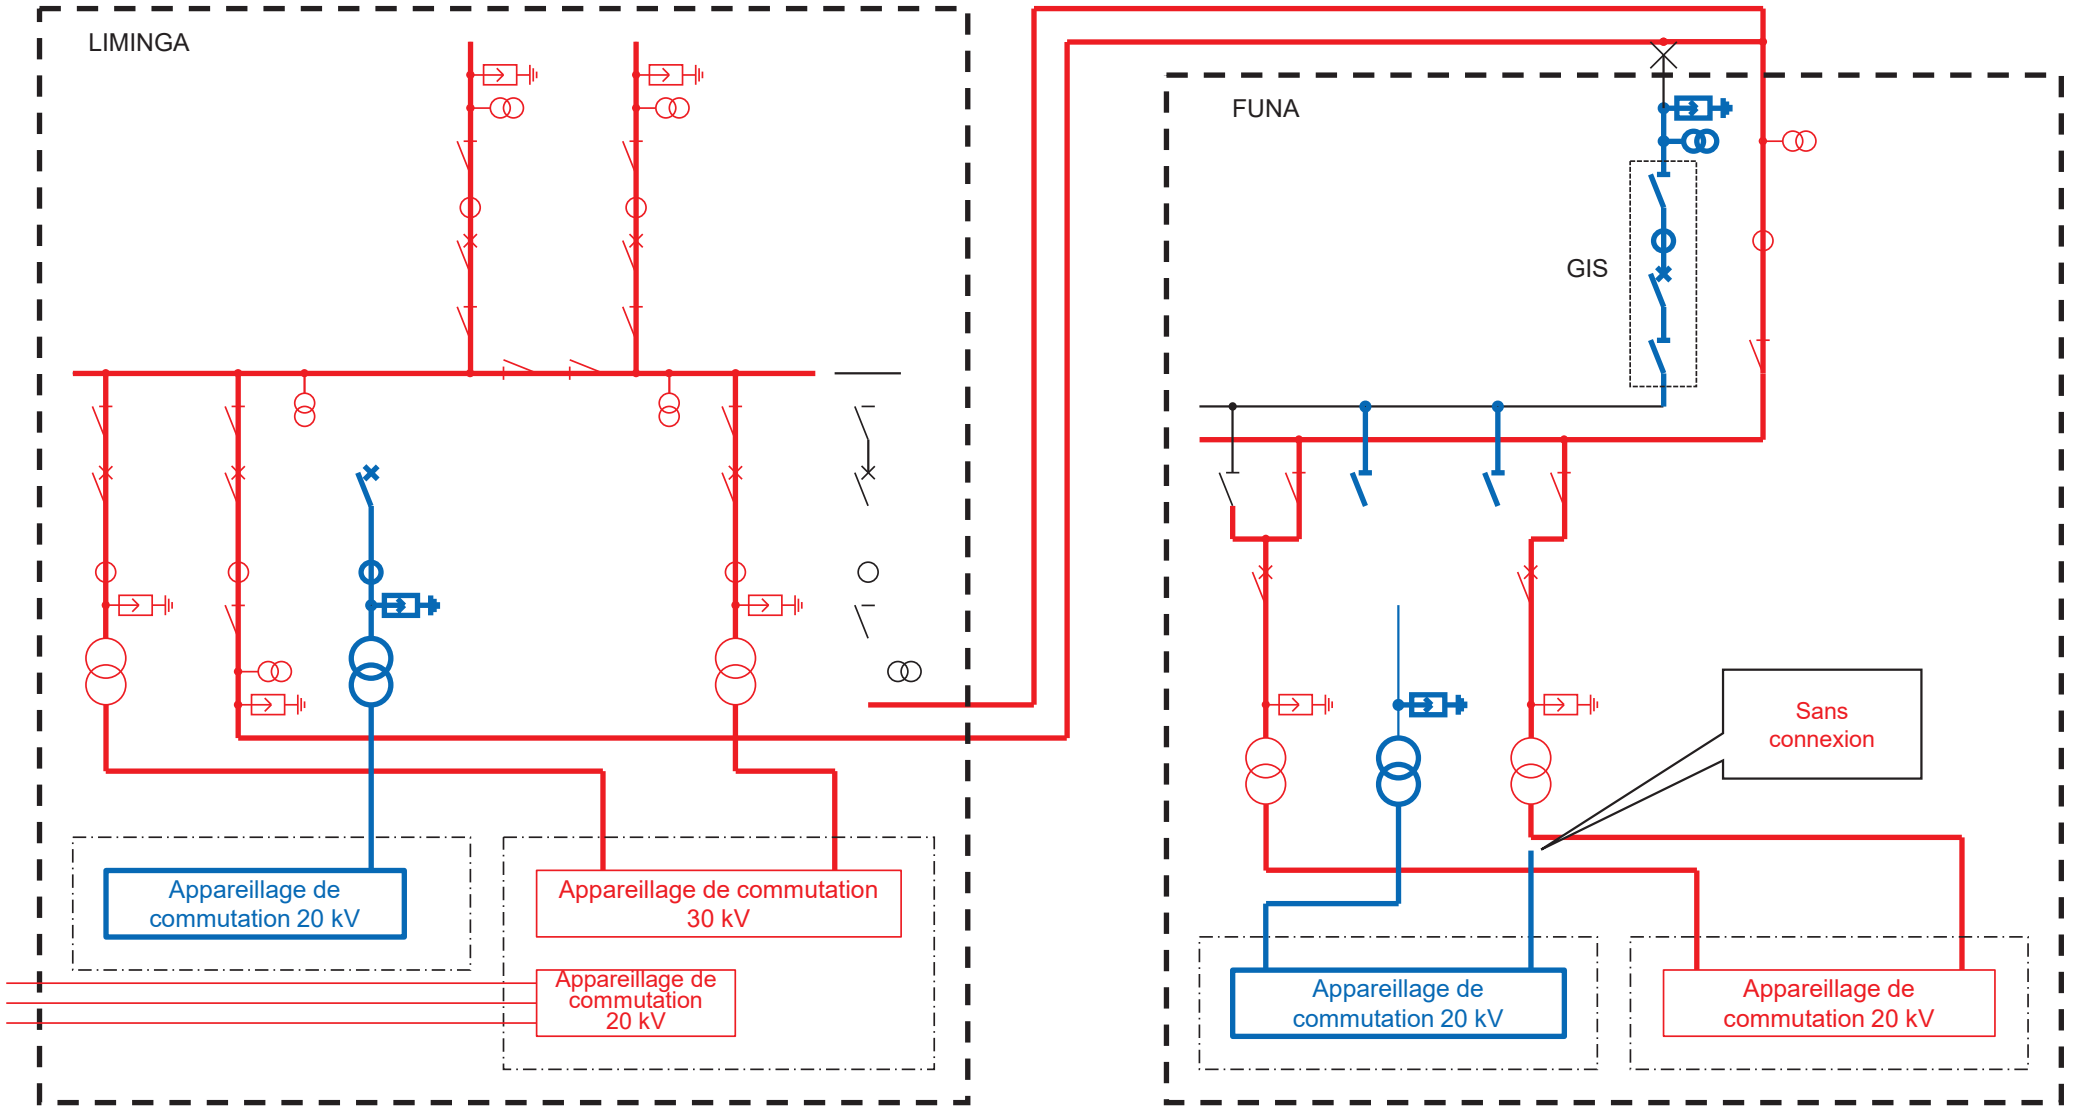 LIMINGA
FUNA
GIS
Sans
connexion
Appareillage de
commutation 20 kV
Appareillage de commutation
30 kV
Appareillage de
commutation
20 kV
Appareillage de
commutation 20 kV
Appareillage de
commutation 20 kV